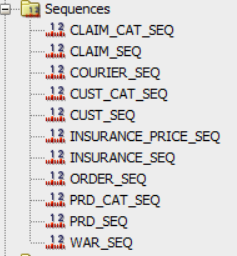 Sequences
CLAIM_CAT_SEQ
CLAIM_SEQ
COURIER_SEQ
CUST_CAT_SEQ
CUST_SEQ
INSURANCE_PRICE_SEQ
INSURANCE_SEQ
ORDER_SEQ
PRD_CAT_SEQ
PRD_SEQ
WAR_SEQ